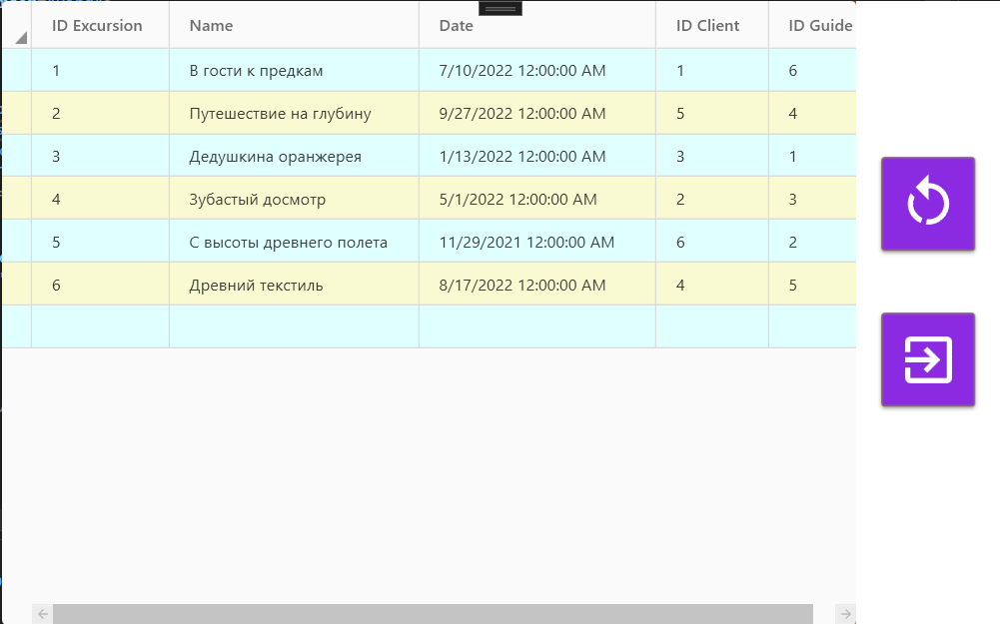 ID Excursion Name Date ID Client ID Guide
1 В гости к предкам 7/10/2022 12:00:00 AM 1 6
2 Путешествие на глубину 9/27/2022 12:00:00 AM 5 4
3 Дедушкина оранжерея 1/13/2022 12:00:00 AM 3 1
4 Зубастый досмотр 5/1/2022 12:00:00 AM 2 3
5 С высоты древнего полета 11/29/2021 12:00:00 AM 6 2
6 Древний текстиль 8/17/2022 12:00:00 AM 4 5